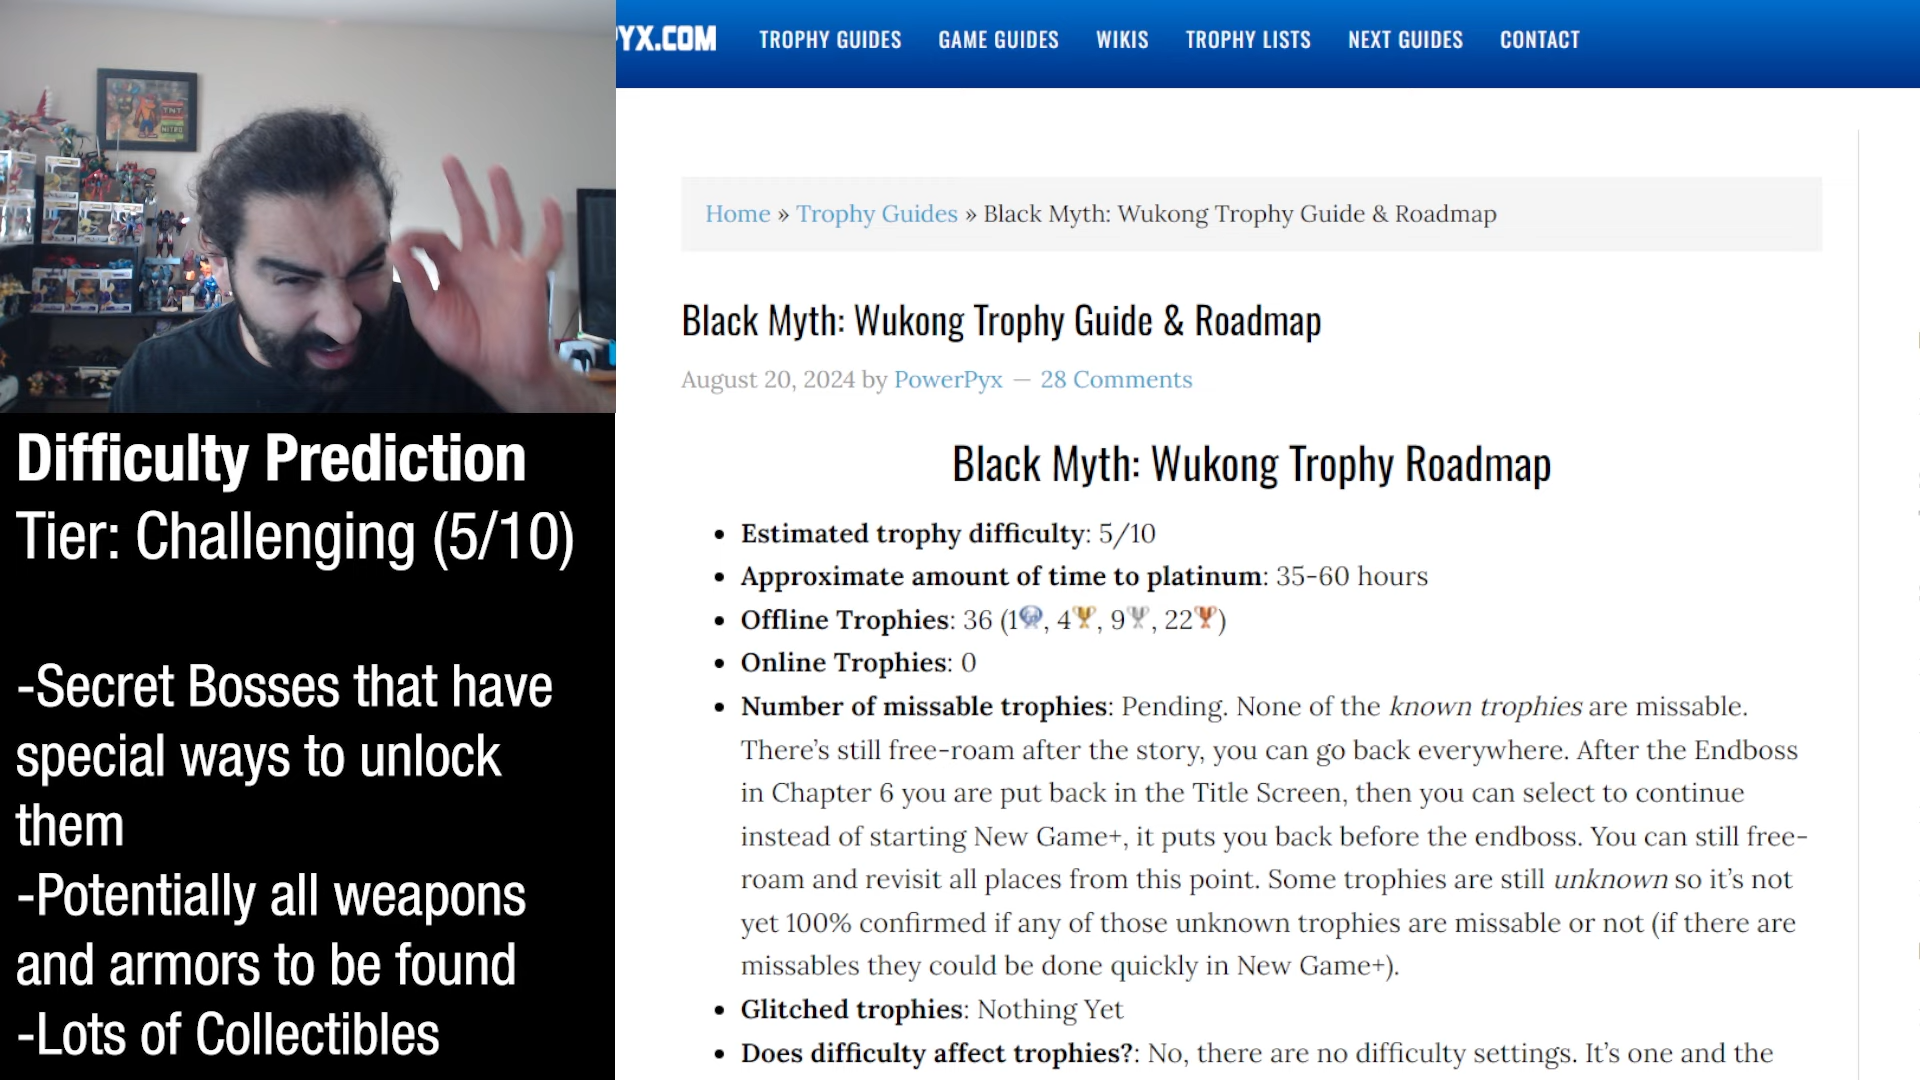 YX.COM
TROPHY GUIDES
GAME GUIDES
WIKIS
TROPHY LISTS
NEXT GUIDES
CONTACT
TNT
NITRO
Home » Trophy Guides » Black Myth: Wukong Trophy Guide & Roadmap
Black Myth: Wukong Trophy Guide & Roadmap
August 20, 2024 by PowerPyx — 28 Comments
Black Myth: Wukong Trophy Roadmap
Estimated trophy difficulty: 5/10
Approximate amount of time to platinum: 35-60 hours
Offline Trophies: 36 (1, 4, 9, 22)
Online Trophies: 0
Number of missable trophies: Pending. None of the known trophies are missable.
There's still free-roam after the story, you can go back everywhere. After the Endboss
in Chapter 6 you are put back in the Title Screen, then you can select to continue
instead of starting New Game+, it puts you back before the endboss. You can still free-
roam and revisit all places from this point. Some trophies are still unknown so it's not
yet 100% confirmed if any of those unknown trophies are missable or not (if there are
missables they could be done quickly in New Game+).
Glitched trophies: Nothing Yet
Does difficulty affect trophies?: No, there are no difficulty settings. It's one and the
Difficulty Prediction
Tier: Challenging (5/10)
-Secret Bosses that have
special ways to unlock
them
-Potentially all weapons
and armors to be found
-Lots of Collectibles